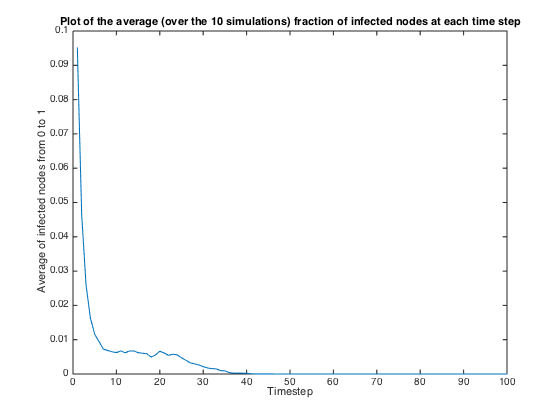 Plot of the average (over the 10 simulations) fraction of infected nodes at each time step
0.1
0.09
0.08
0.07
0.06
0.05
0.04
0.03
0.02
0.01
0
Average of infected nodes from 0 to 1
0 10 20 30 40 50 60 70 80 90 100
Timestep